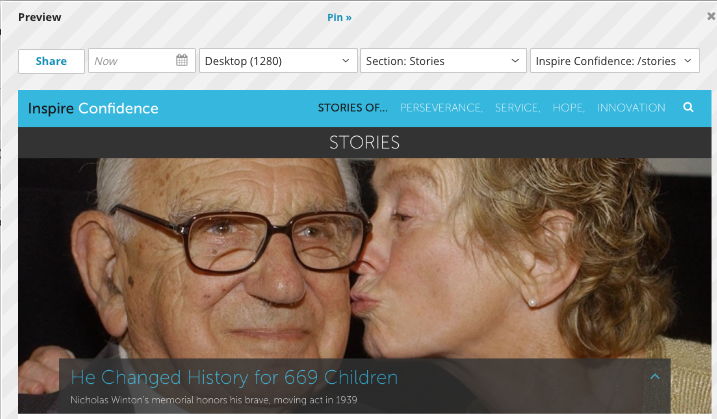 Preview
Pin »
Share
Now
Desktop (1280)
Section: Stories
Inspire Confidence: /stories
Inspire Confidence
STORIES OF... PERSEVERANCE, SERVICE, HOPE, INNOVATION
STORIES
He Changed History for 669 Children
Nicholas Winton's memorial honors his brave, moving act in 1939